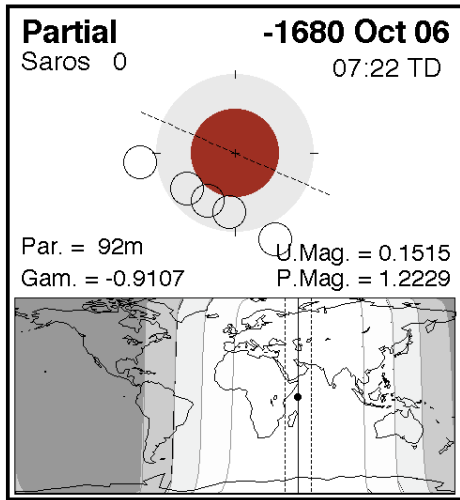 Partial -1680 Oct 06
Saros 0 07:22 TD
Par. = 92m U.Mag. = 0.1515
Gam. = -0.9107 P.Mag. = 1.2229